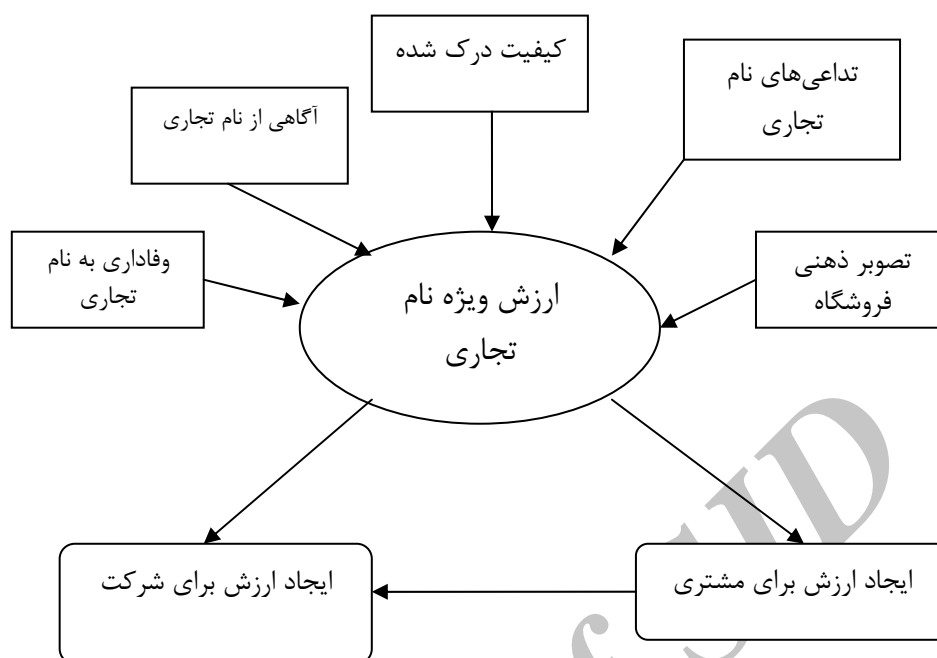 کیفیت درک شده
تداعی‌های نام
تجاری
آگاهی از نام تجاری
وفاداری به نام
تجاری
تصوبر ذهنی
فروشگاه
ارزش ویژه نام
تجاری
ایجاد ارزش برای مشتری
ایجاد ارزش برای شرکت
f SID